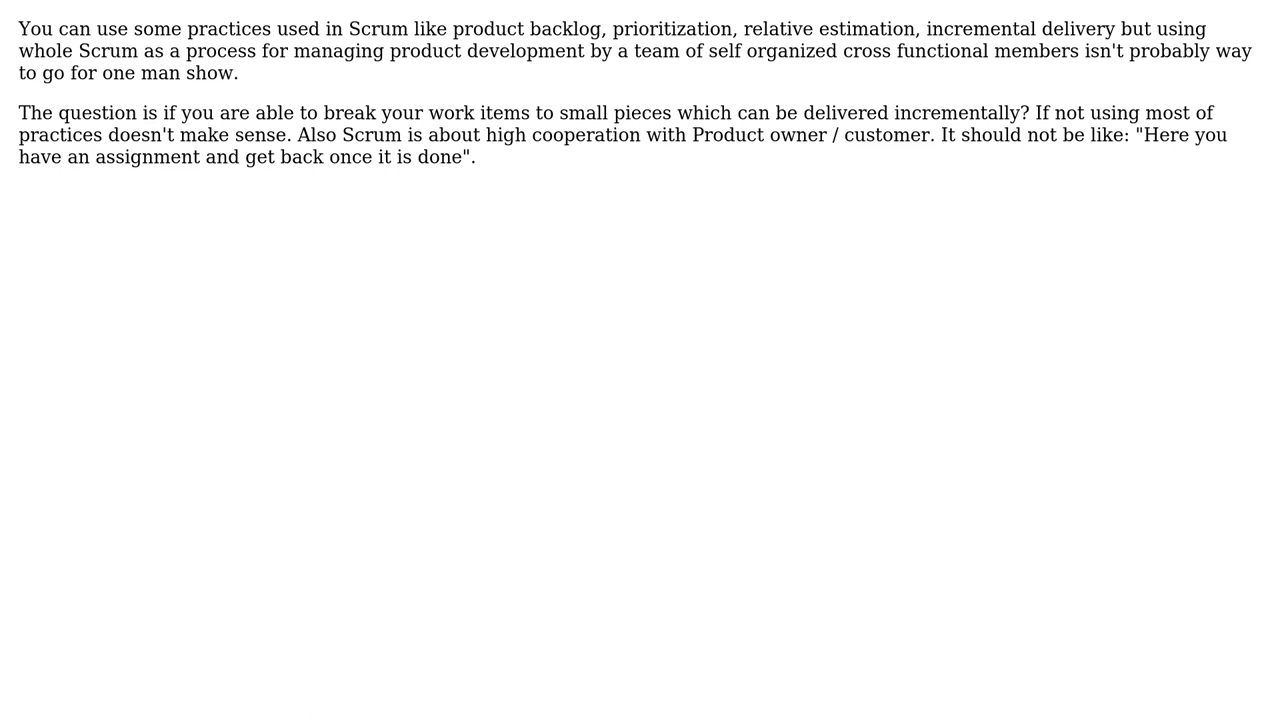 You can use some practices used in Scrum like product backlog, prioritization, relative estimation, incremental delivery but using
whole Scrum as a process for managing product development by a team of self organized cross functional members isn't probably way
to go for one man show.
The question is if you are able to break your work items to small pieces which can be delivered incrementally? If not using most of
practices doesn't make sense. Also Scrum is about high cooperation with Product owner / customer. It should not be like: "Here you
have an assignment and get back once it is done".